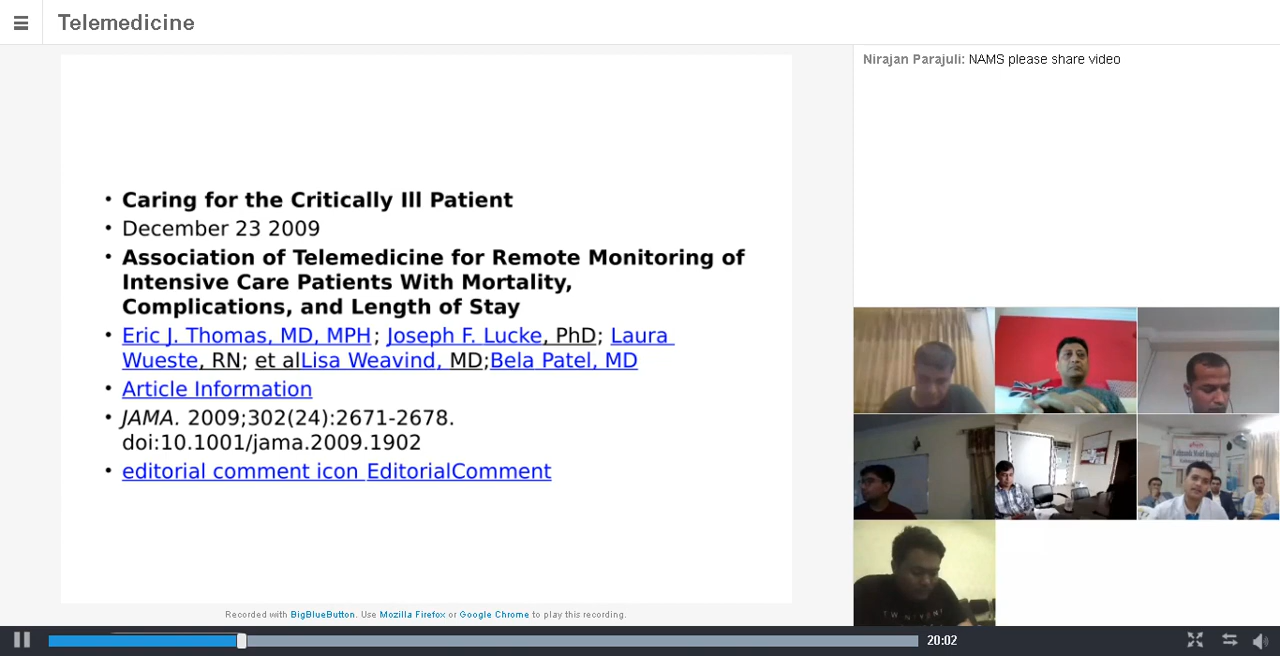 Telemedicine
• Caring for the Critically Ill Patient
• December 23 2009
• Association of Telemedicine for Remote Monitoring of
Intensive Care Patients With Mortality,
Complications, and Length of Stay
• Eric J. Thomas, MD, MPH; Joseph F. Lucke, PhD; Laura
Wueste, RN; et alLisa Weavind, MD;Bela Patel, MD
• Article Information
• JAMA. 2009;302(24):2671-2678.
doi:10.1001/jama.2009.1902
• editorial comment icon EditorialComment
Recorded with BigBlueButton. Use Mozilla Firefox or Google Chrome to play this recording.
Nirajan Parajuli: NAMS please share video
Kathmandu Model Hospital
20:02